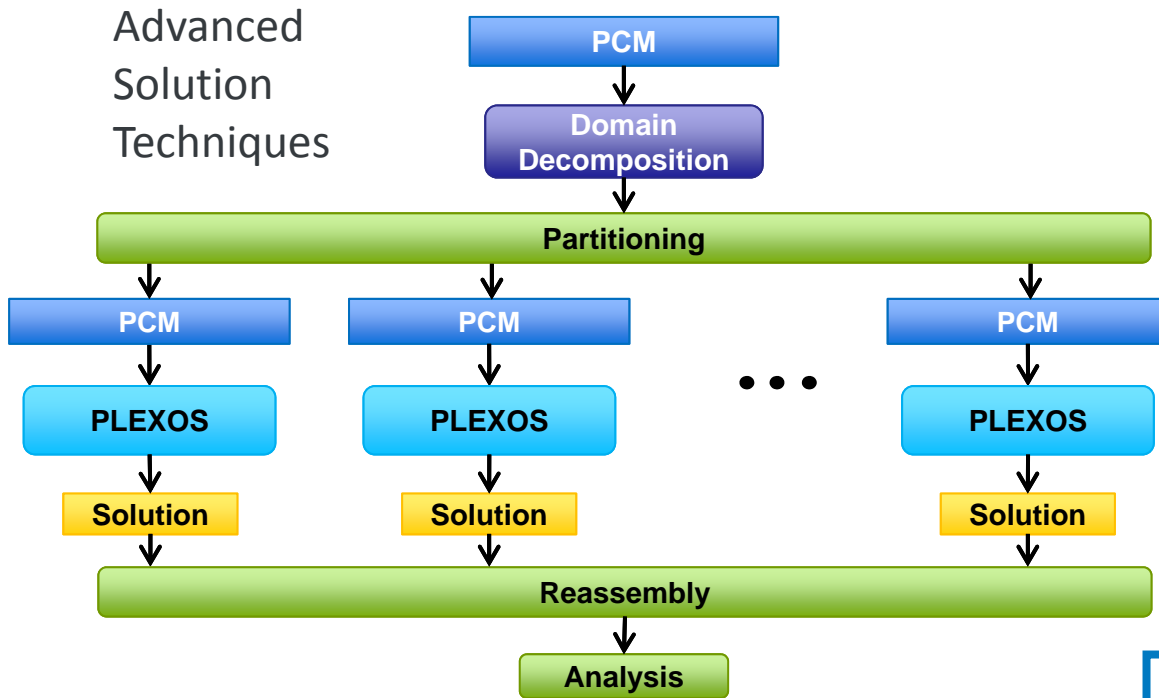 Advanced
Solution
Techniques
PCM
Domain
Decomposition
Partitioning
PCM
PCM
PCM
PLEXOS
PLEXOS
• • •
PLEXOS
Solution
Solution
Solution
Reassembly
Analysis